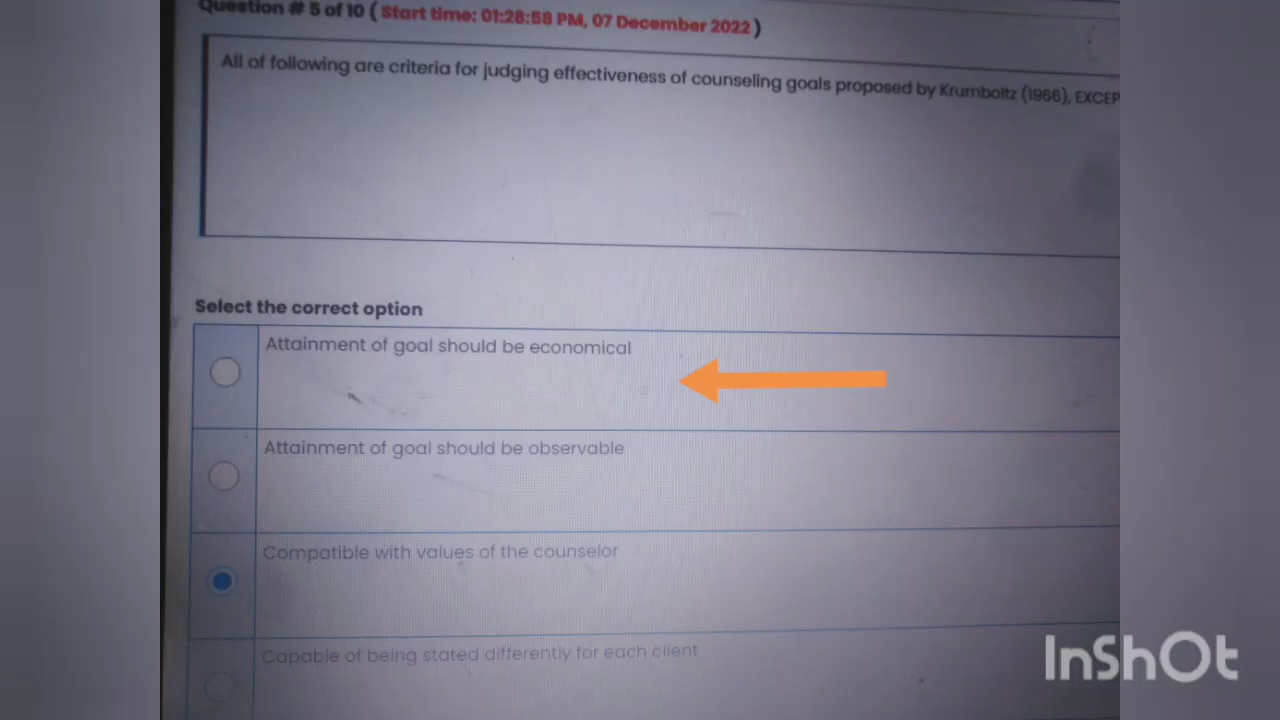 Question # 5 of 10 ( Start time: 01:28:58 PM, 07 December 2022 )
All of following are criteria for judging effectiveness of counseling goals proposed by Krumboltz (1966), EXCEP
Select the correct option
Attainment of goal should be economical
Attainment of goal should be observable
Compatible with values of the counselor
Capable of being stated differently for each client
InShOt